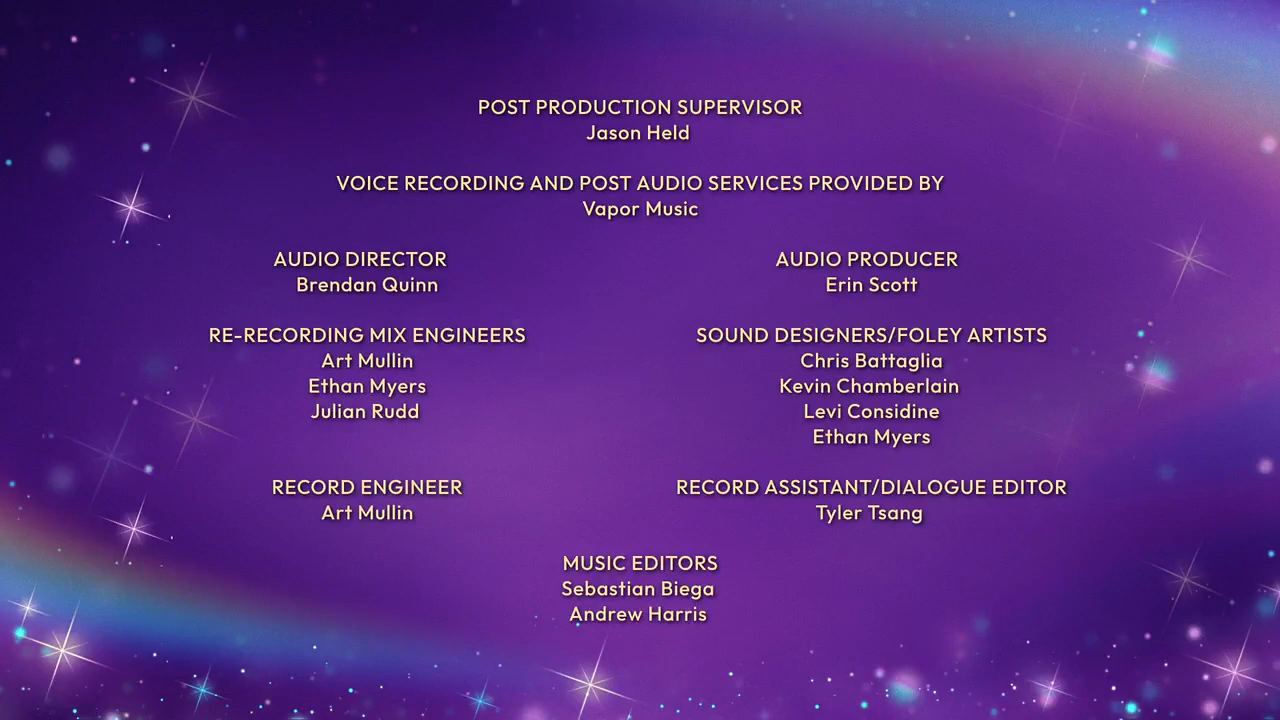 POST PRODUCTION SUPERVISOR
Jason Held
VOICE RECORDING AND POST AUDIO SERVICES PROVIDED BY
Vapor Music
AUDIO DIRECTOR
Brendan Quinn
AUDIO PRODUCER
Erin Scott
RE-RECORDING MIX ENGINEERS
Art Mullin
Ethan Myers
Julian Rudd
SOUND DESIGNERS/FOLEY ARTISTS
Chris Battaglia
Kevin Chamberlain
Levi Considine
Ethan Myers
RECORD ENGINEER
Art Mullin
RECORD ASSISTANT/DIALOGUE EDITOR
Tyler Tsang
MUSIC EDITORS
Sebastian Biega
Andrew Harris